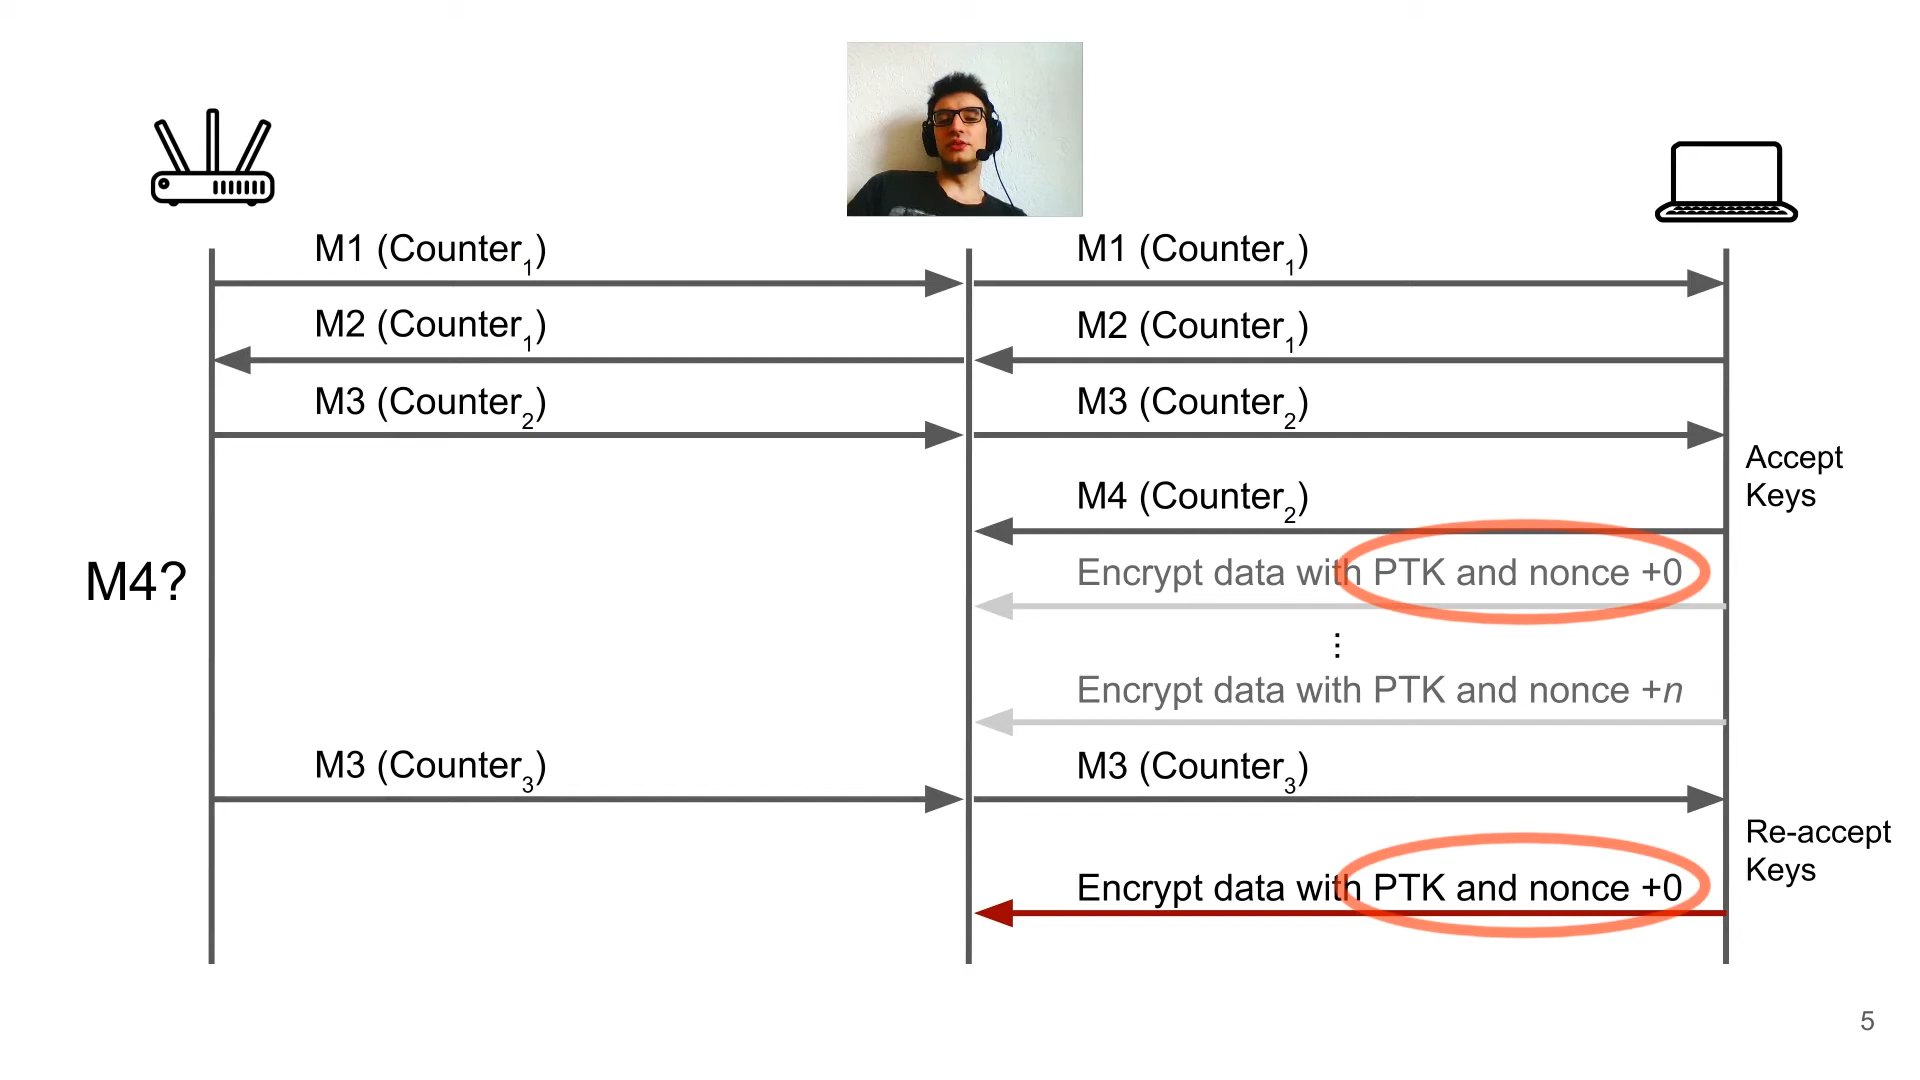 M1 (Counter1)
M1 (Counter1)
M2 (Counter1)
M2 (Counter1)
M3 (Counter2)
M3 (Counter2)
Accept
Keys
M4 (Counter2)
M4?
Encrypt data with PTK and nonce +0
⋮
Encrypt data with PTK and nonce +n
M3 (Counter3)
M3 (Counter3)
Re-accept
Keys
Encrypt data with PTK and nonce +0
5